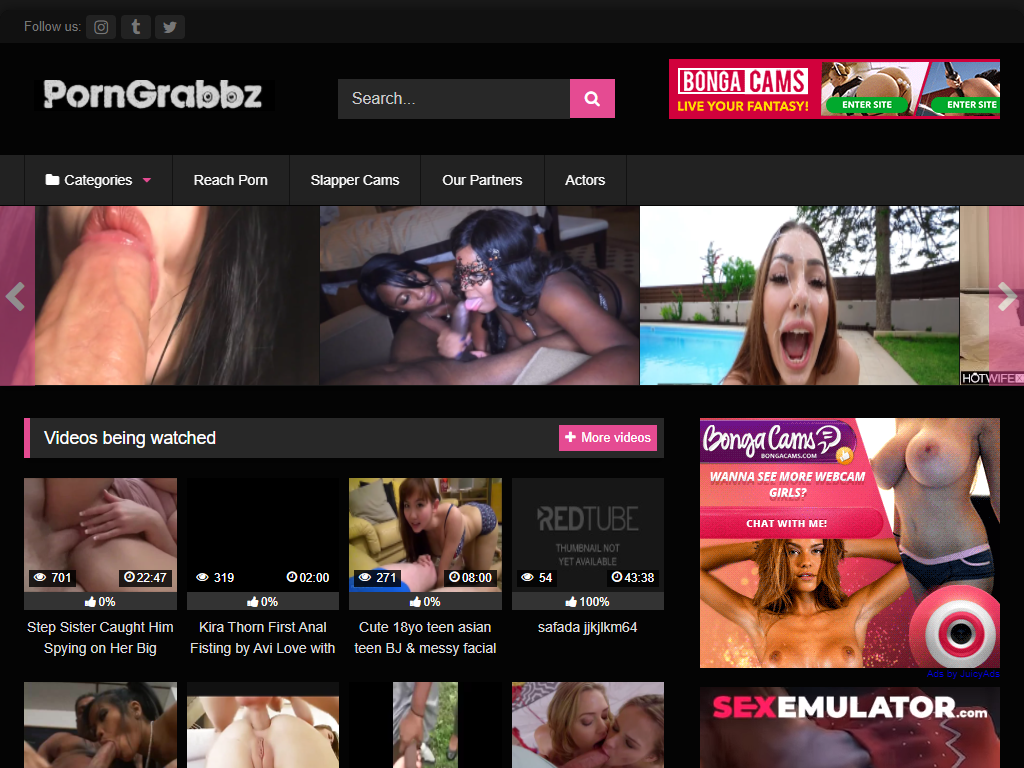 Follow us:
PornGrabbz
Search...
BONGA CAMS
LIVE YOUR FANTASY!
ENTER SITE
ENTER SITE
Categories
Reach Porn
Slapper Cams
Our Partners
Actors
HOTWIFEX
Videos being watched
More videos
BongaCams
BONGACAMS.COM
WANNA SEE MORE WEBCAM
GIRLS?
CHAT WITH ME!
REDTUBE
THUMBNAIL NOT
YET AVAILABLE
701
22:47
319
02:00
271
08:00
54
43:38
0%
0%
0%
100%
Step Sister Caught Him
Spying on Her Big
Kira Thorn First Anal
Fisting by Avi Love with
Cute 18yo teen asian
teen BJ & messy facial
safada jjkjlkm64
Ads by JuicyAds
SEXEMULATOR.com